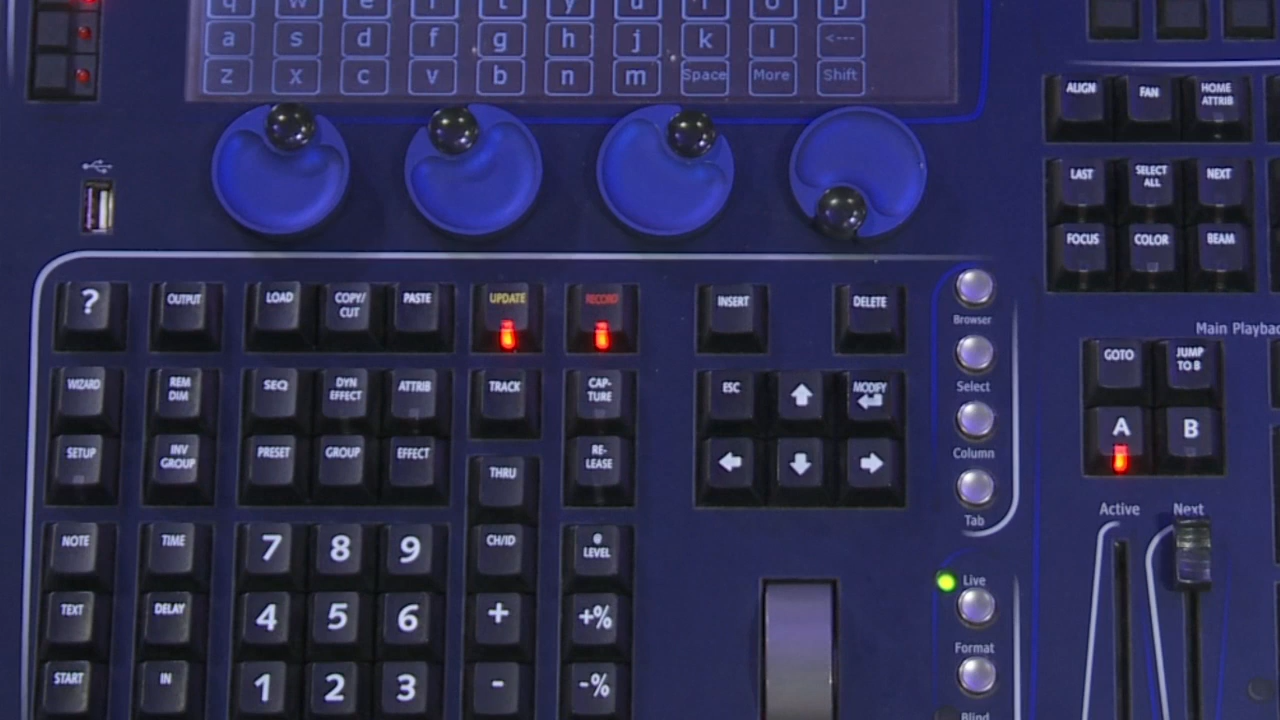 q w e r t y u i o p
a s d f g h j k l <---
z x c v b n m Space More Shift
ALIGN FAN HOME ATTRIB
LAST SELECT ALL NEXT
FOCUS COLOR BEAM
? OUTPUT LOAD COPY/ CUT PASTE UPDATE RECORD INSERT DELETE
Browser
Main Playbac
GOTO JUMP TO B
WIZARD REM DIM SEQ DYN EFFECT ATTRIB TRACK CAP- TURE ESC MODIFY
Select
A B
SETUP INV GROUP PRESET GROUP EFFECT THRU RE- LEASE
Column
Tab
Active Next
NOTE TIME 7 8 9 CH/ID @ LEVEL
Live
TEXT DELAY 4 5 6 + +%
Format
START IN 1 2 3 - -%
Blind